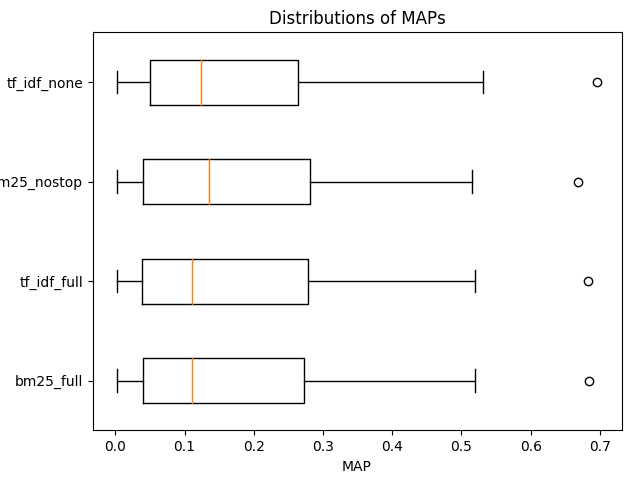 Distributions of MAPs
tf_idf_none
m25_nostop
tf_idf_full
bm25_full
0.0 0.1 0.2 0.3 0.4 0.5 0.6 0.7
MAP